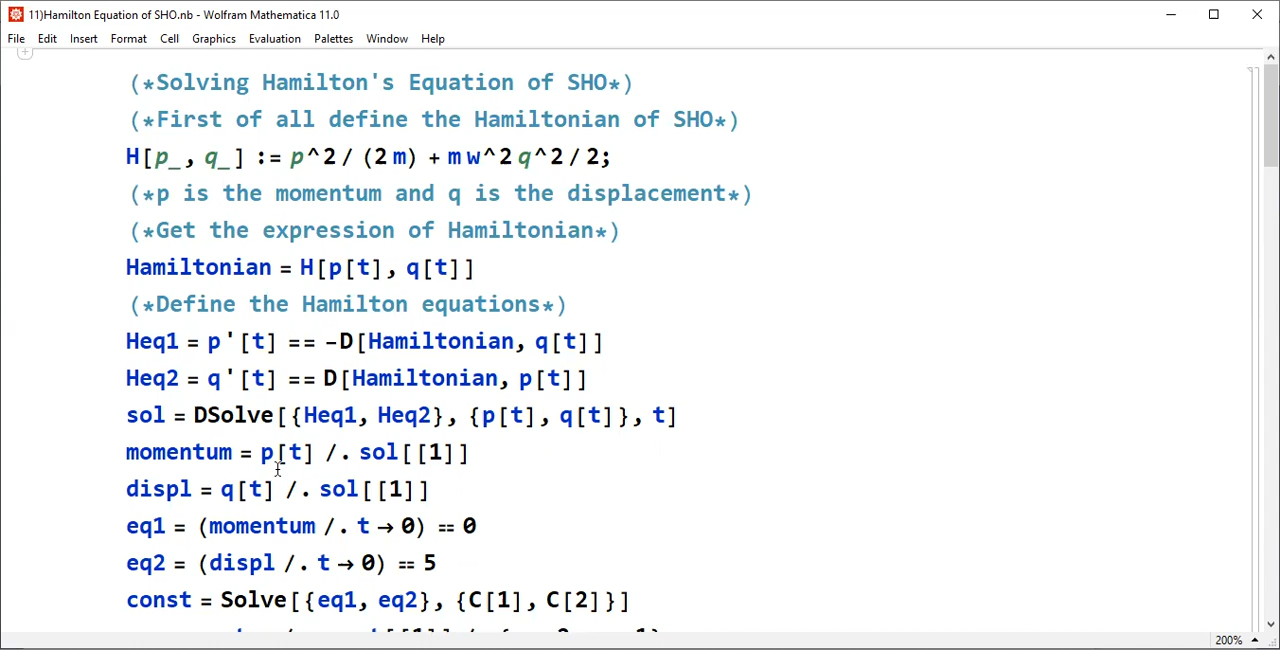 11)Hamilton Equation of SHO.nb - Wolfram Mathematica 11.0
File Edit Insert Format Cell Graphics Evaluation Palettes Window Help
(*Solving Hamilton's Equation of SHO*)
(*First of all define the Hamiltonian of SHO*)
H[p_, q_] := p^2 / (2 m) + m w^2 q^2 / 2;
(*p is the momentum and q is the displacement*)
(*Get the expression of Hamiltonian*)
Hamiltonian = H[p[t], q[t]]
(*Define the Hamilton equations*)
Heq1 = p'[t] == -D[Hamiltonian, q[t]]
Heq2 = q'[t] == D[Hamiltonian, p[t]]
sol = DSolve[{Heq1, Heq2}, {p[t], q[t]}, t]
momentum = p[t] /. sol[[1]]
displ = q[t] /. sol[[1]]
eq1 = (momentum /. t → 0) == 0
eq2 = (displ /. t → 0) == 5
const = Solve[{eq1, eq2}, {C[1], C[2]}]
200%